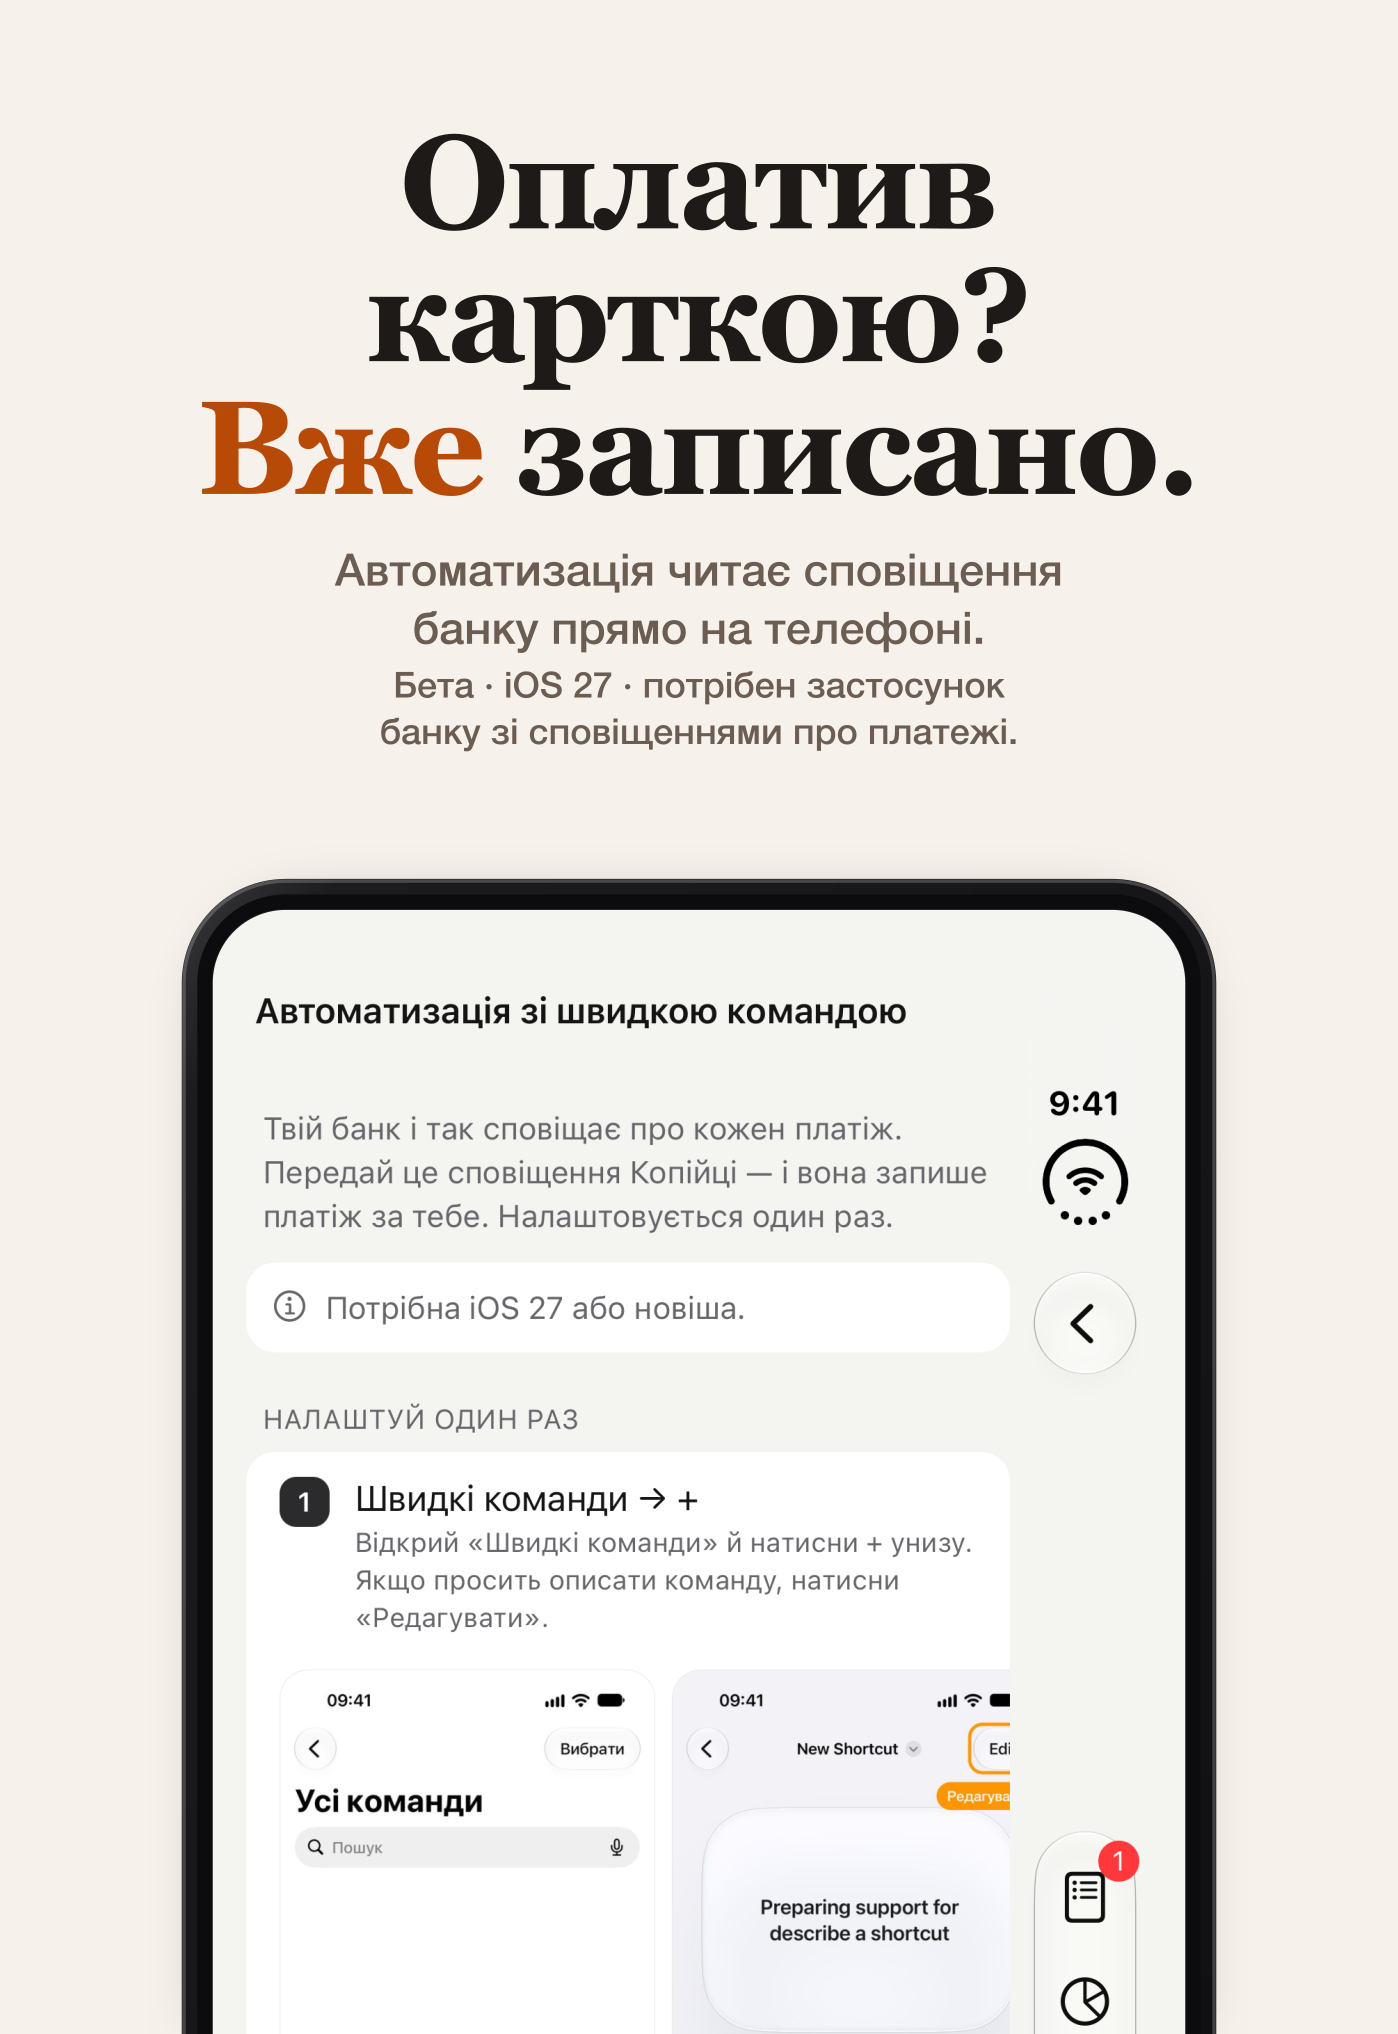 Оплатив
карткою?
Вже записано.
Автоматизація читає сповіщення
банку прямо на телефоні.
Бета · iOS 27 · потрібен застосунок
банку зі сповіщеннями про платежі.
Автоматизація зі швидкою командою
9:41
Твій банк і так сповіщає про кожен платіж.
Передай це сповіщення Копійці — і вона запише
платіж за тебе. Налаштовується один раз.
Потрібна iOS 27 або новіша.
НАЛАШТУЙ ОДИН РАЗ
1
Швидкі команди → +
Відкрий «Швидкі команди» й натисни + унизу.
Якщо просить описати команду, натисни
«Редагувати».
09:41
Вибрати
Усі команди
Пошук
09:41
New Shortcut
Edi
Редагува
Preparing support for
describe a shortcut
1